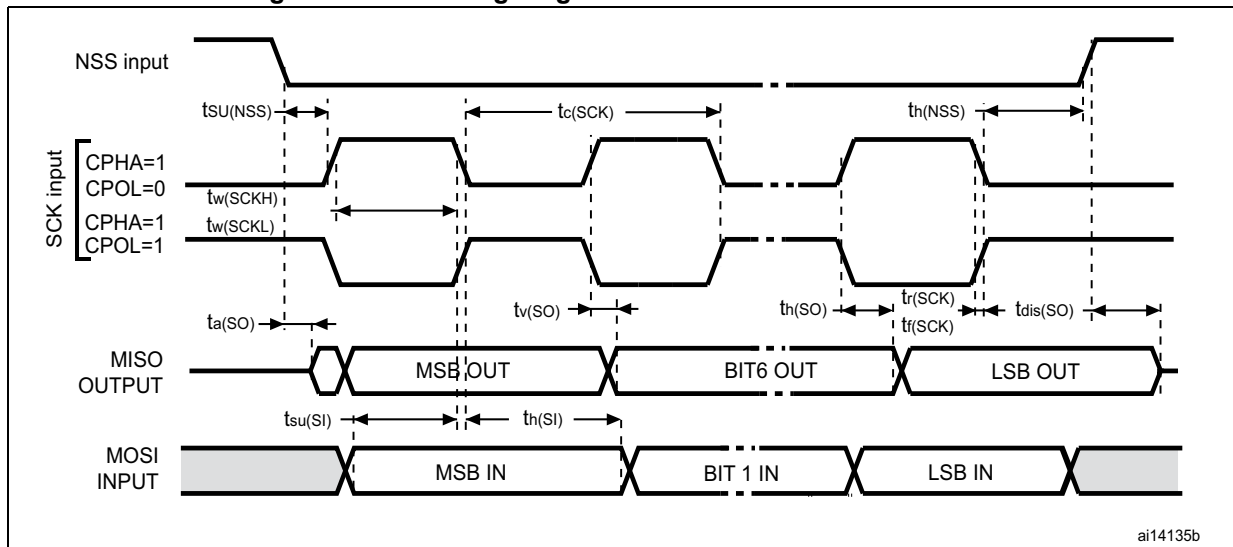 NSS input
tSU(NSS)
tc(SCK)
th(NSS)
SCK input
CPHA=1
CPOL=0
tw(SCKH)
CPHA=1
tw(SCKL)
CPOL=1
tv(SO)
th(SO)
tr(SCK)
tf(SCK)
tdis(SO)
ta(SO)
MISO
OUTPUT
MSB OUT
BIT6 OUT
LSB OUT
tsu(SI)
th(SI)
MOSI
INPUT
MSB IN
BIT 1 IN
LSB IN
ai14135b